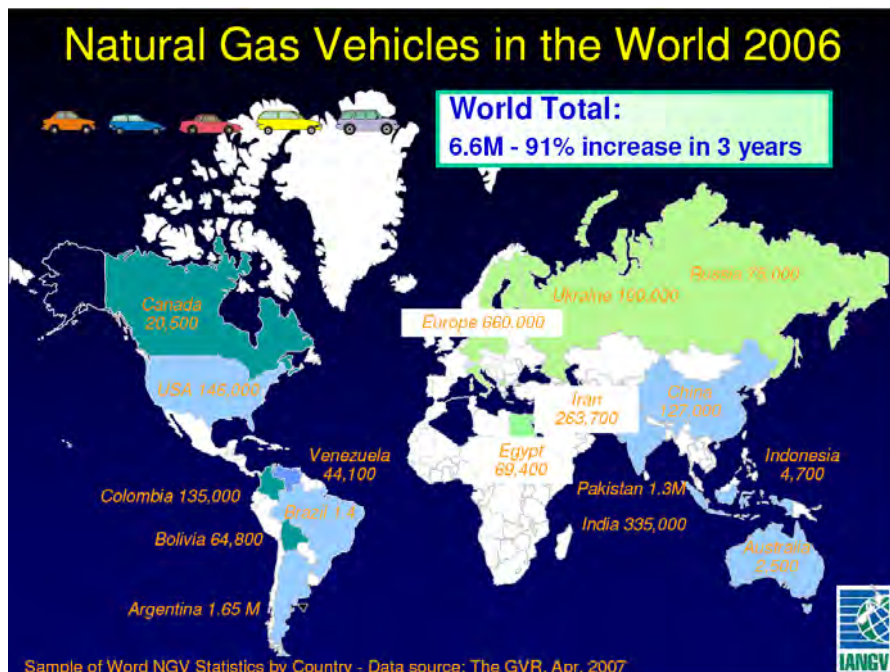 Natural Gas Vehicles in the World 2006
World Total:
6.6M - 91% increase in 3 years
Canada
20,500
Ukraine 100,000
Russia 75,000
Europe 660,000
USA 146,000
Iran
263,700
China
127,000
Venezuela
44,100
Egypt
69,400
Indonesia
4,700
Colombia 135,000
Pakistan 1.3M
Brazil 1.4
India 335,000
Bolivia 64,800
Australia
2,500
Argentina 1.65 M
IANGV
Sample of Word NGV Statistics by Country - Data source: The GVR, Apr. 2007